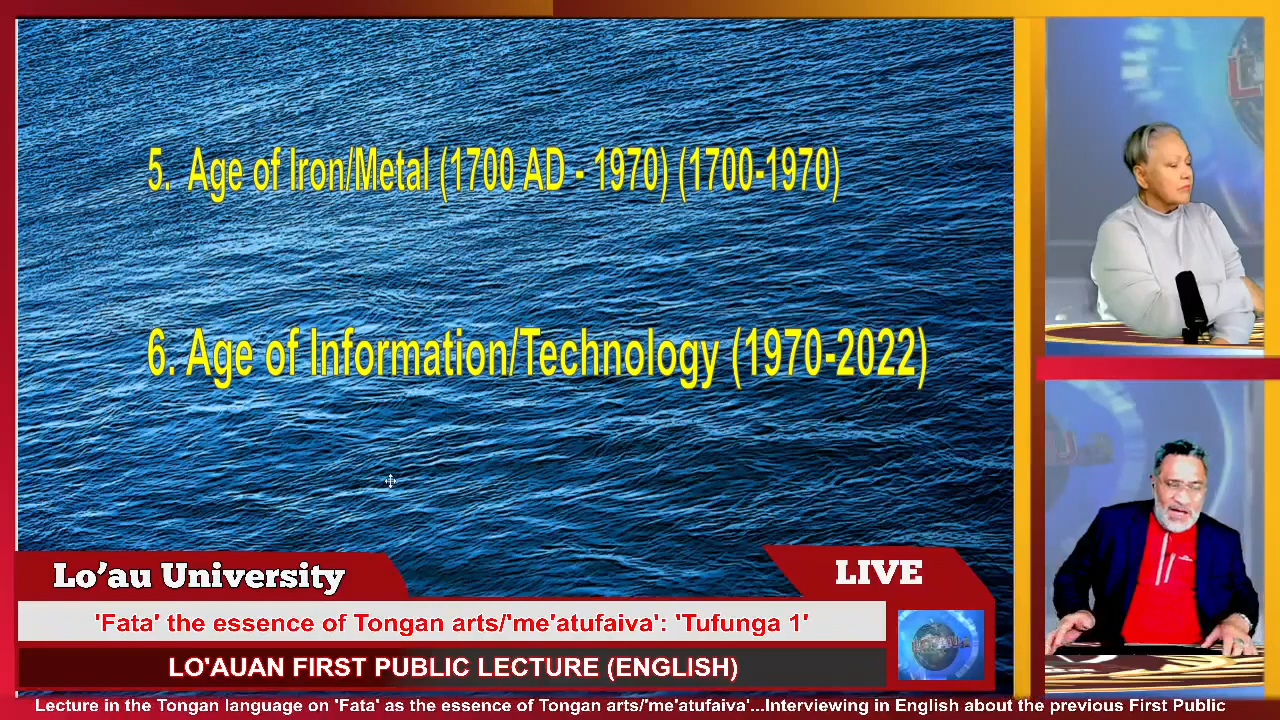 5. Age of Iron/Metal (1700 AD - 1970) (1700-1970)
6. Age of Information/Technology (1970-2022)
Lo'au University
LIVE
'Fata' the essence of Tongan arts/'me'atufaiva': 'Tufunga 1'
LO'AUAN FIRST PUBLIC LECTURE (ENGLISH)
Lecture in the Tongan language on 'Fata' as the essence of Tongan arts/'me'atufaiva'...Interviewing in English about the previous First Public